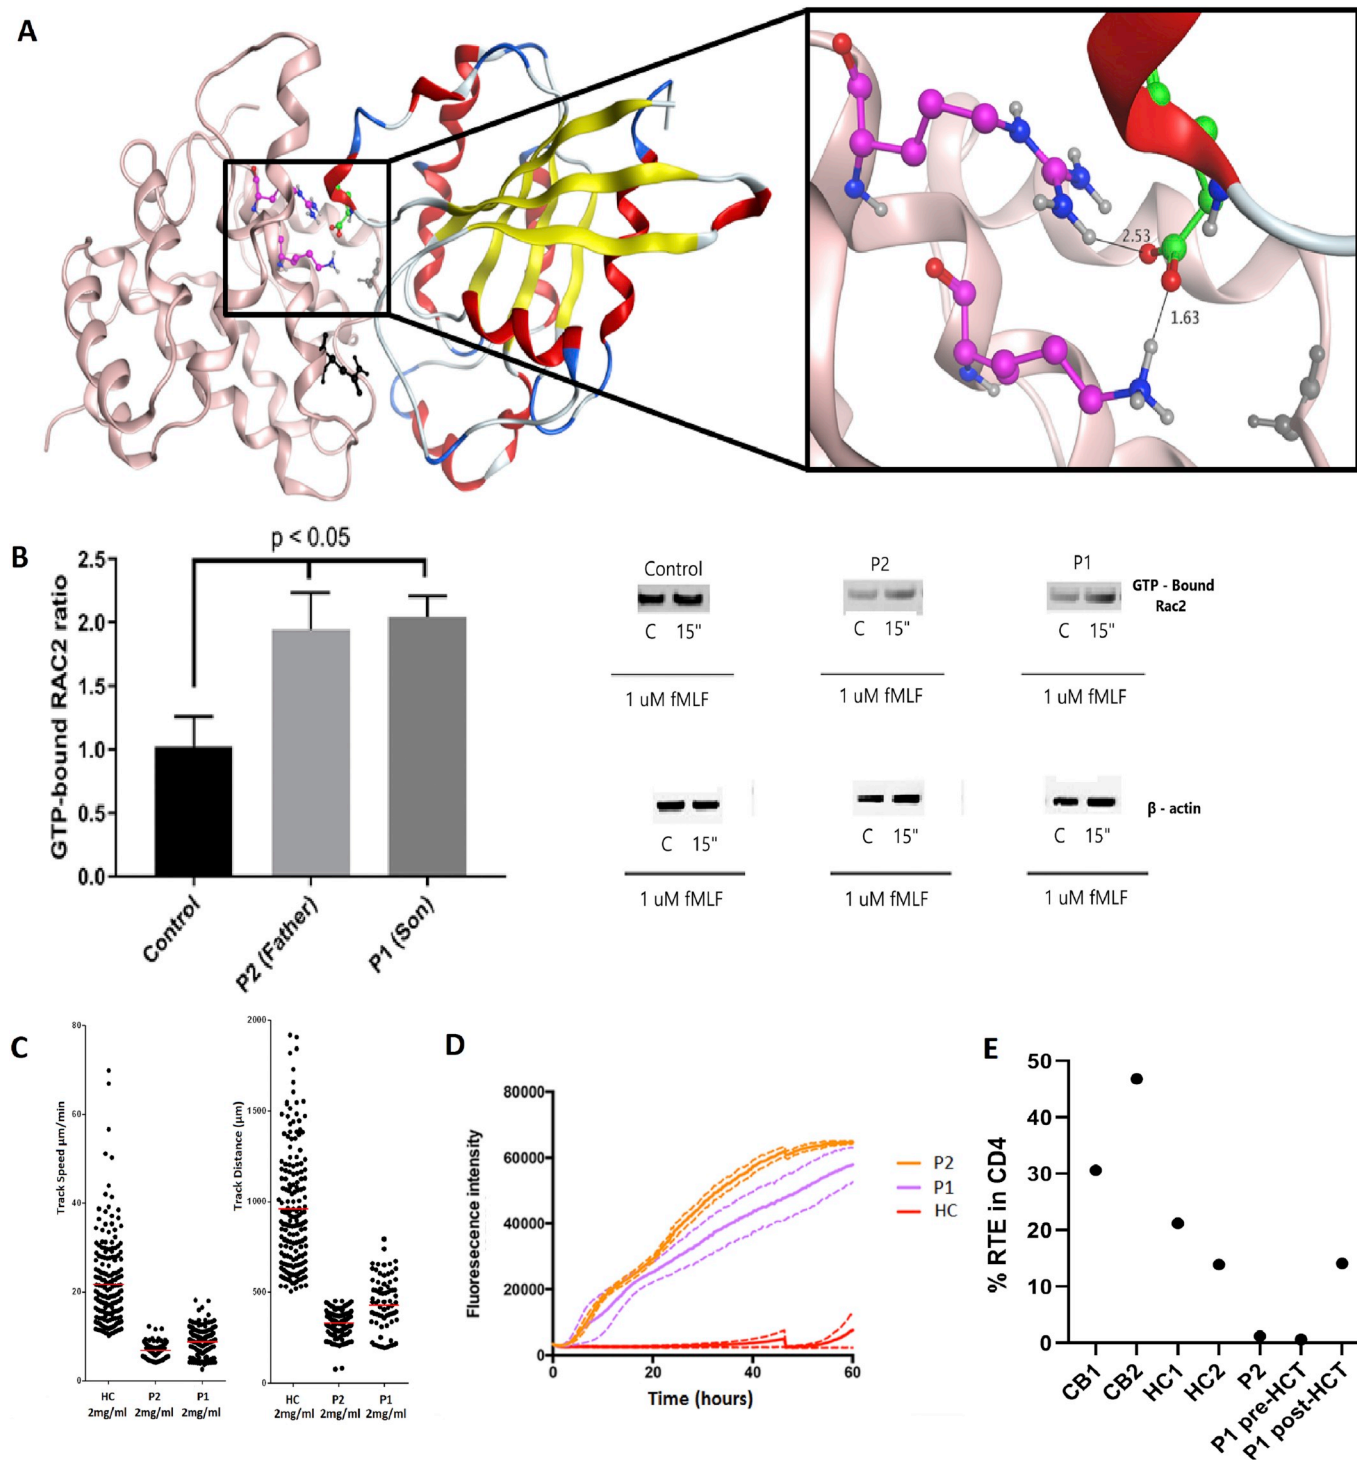 A
2.53
1.63
B
p < 0.05
GTP-bound RAC2 ratio
2.5
2.0
1.5
1.0
0.5
0.0
Control
P2 (Father)
P1 (Son)
Control
P2
P1
GTP - Bound
Rac2
C 15"
C 15"
C 15"
1 uM fMLF
1 uM fMLF
1 uM fMLF
β - actin
C 15"
C 15"
C 15"
1 uM fMLF
1 uM fMLF
1 uM fMLF
C
Track Speed µm/min
80
60
40
20
0
HC
2mg/ml
P2
2mg/ml
P1
2mg/ml
Track Distance (µm)
2000
1500
1000
500
0
HC
2mg/ml
P2
2mg/ml
P1
2mg/ml
D
Fluoresecence intensity
80000
60000
40000
20000
0
0 20 40 60
Time (hours)
P2
P1
HC
E
% RTE in CD4
50
40
30
20
10
0
CB1
CB2
HC1
HC2
P2
P1 pre-HCT
P1 post-HCT